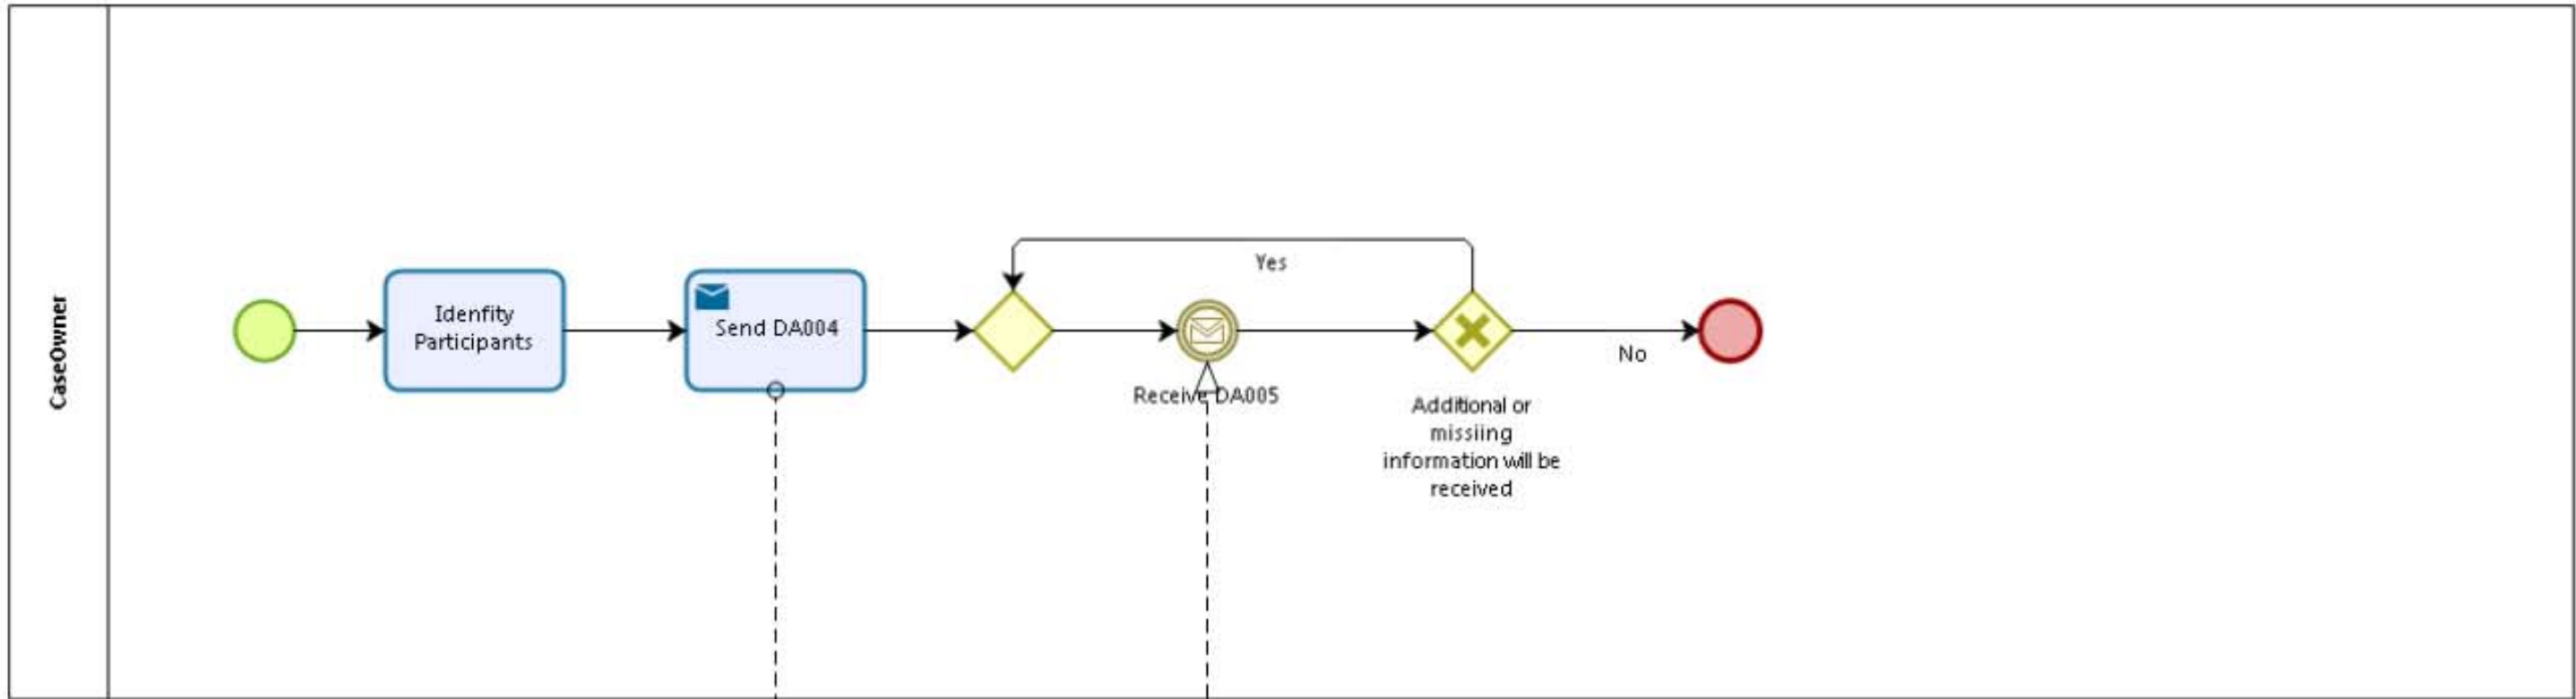 CaseOwner
Idenfity
Participants
Send DA004
Yes
Receive DA005
No
Additional or
missiing
information will be
received